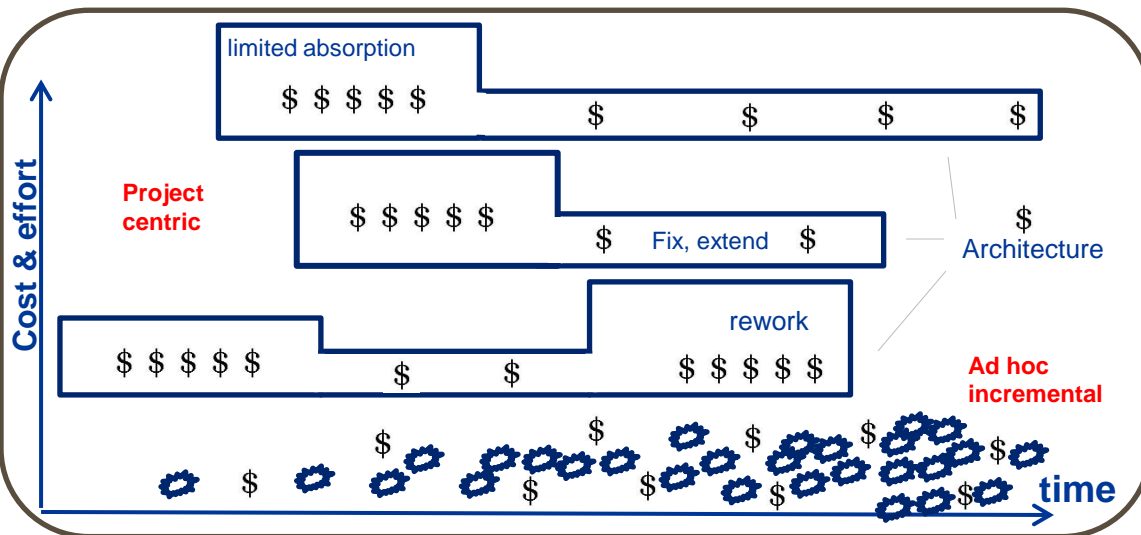 limited absorption
$ $ $ $ $
$ $ $ $
Cost & effort
Project
centric
$ $ $ $ $
$ Fix, extend $
$
Architecture
rework
$ $ $ $ $
$ $
$ $ $ $ $
Ad hoc
incremental
$ $ $ $ $
$ $ $ $ $
time